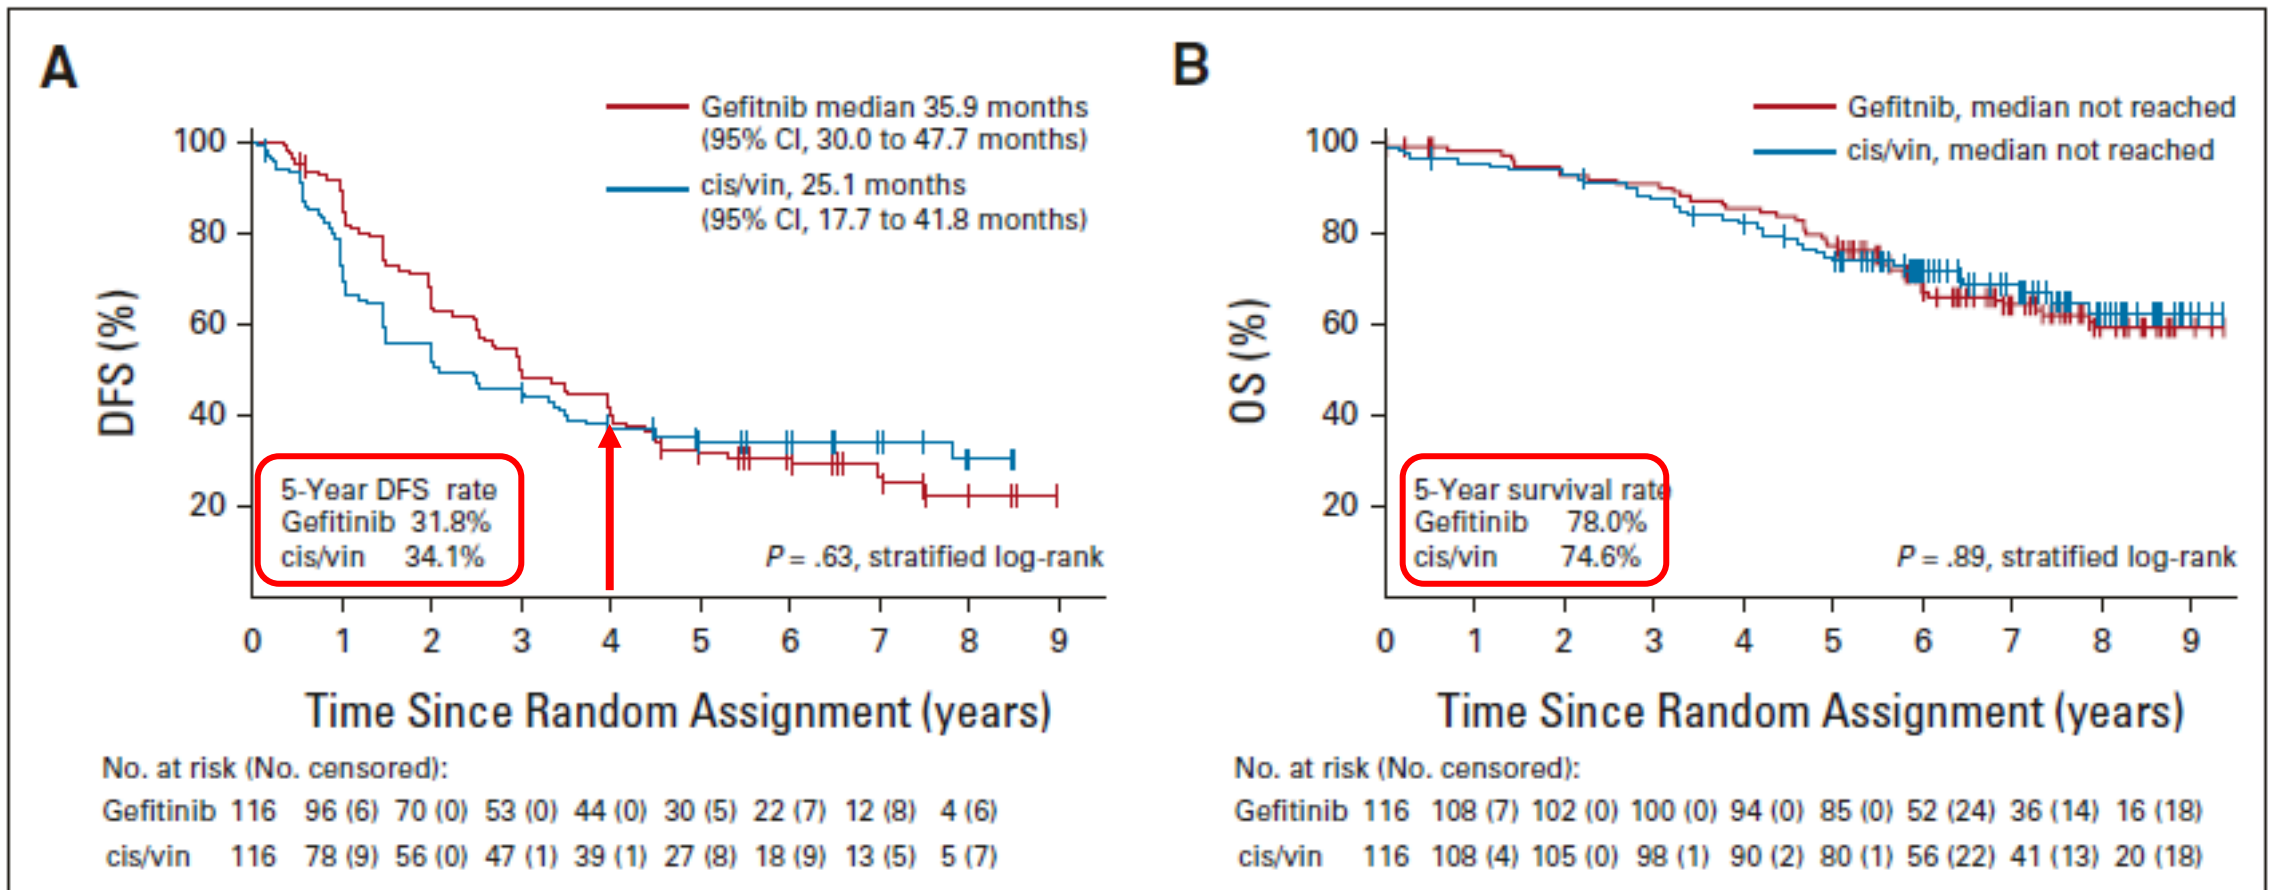 A
Gefitnib median 35.9 months
(95% CI, 30.0 to 47.7 months)
cis/vin, 25.1 months
(95% CI, 17.7 to 41.8 months)
100
80
60
40
20
DFS (%)
5-Year DFS rate
Gefitinib 31.8%
cis/vin 34.1%
P = .63, stratified log-rank
0 1 2 3 4 5 6 7 8 9
Time Since Random Assignment (years)
No. at risk (No. censored):
Gefitinib 116 96 (6) 70 (0) 53 (0) 44 (0) 30 (5) 22 (7) 12 (8) 4 (6)
cis/vin 116 78 (9) 56 (0) 47 (1) 39 (1) 27 (8) 18 (9) 13 (5) 5 (7)
B
Gefitnib, median not reached
cis/vin, median not reached
100
80
60
40
20
OS (%)
5-Year survival rate
Gefitinib 78.0%
cis/vin 74.6%
P = .89, stratified log-rank
0 1 2 3 4 5 6 7 8 9
Time Since Random Assignment (years)
No. at risk (No. censored):
Gefitinib 116 108 (7) 102 (0) 100 (0) 94 (0) 85 (0) 52 (24) 36 (14) 16 (18)
cis/vin 116 108 (4) 105 (0) 98 (1) 90 (2) 80 (1) 56 (22) 41 (13) 20 (18)